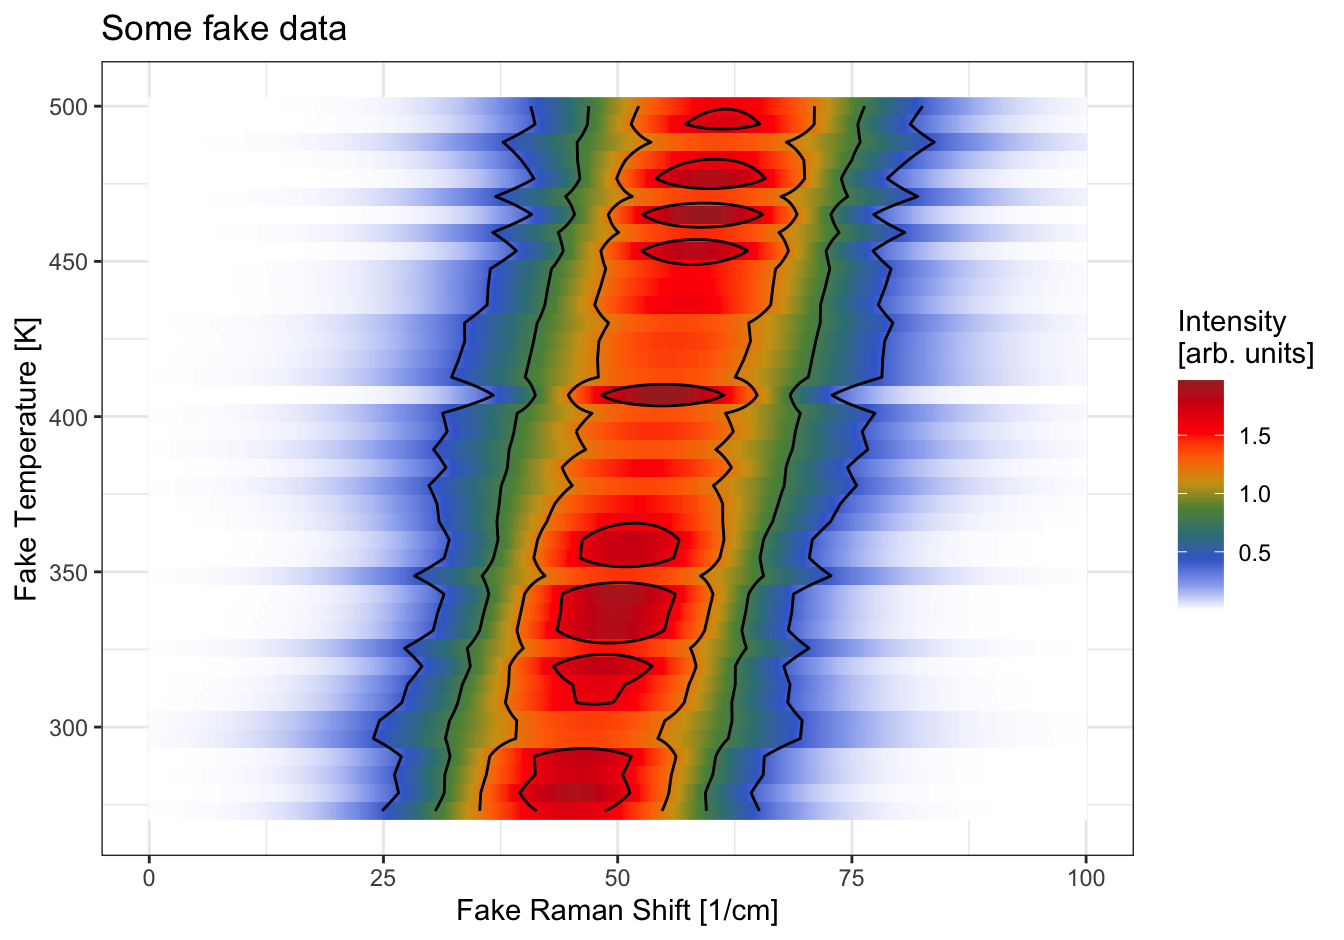 Some fake data
500
450
400
350
300
Fake Temperature [K]
0
25
50
75
100
Fake Raman Shift [1/cm]
Intensity
[arb. units]
1.5
1.0
0.5